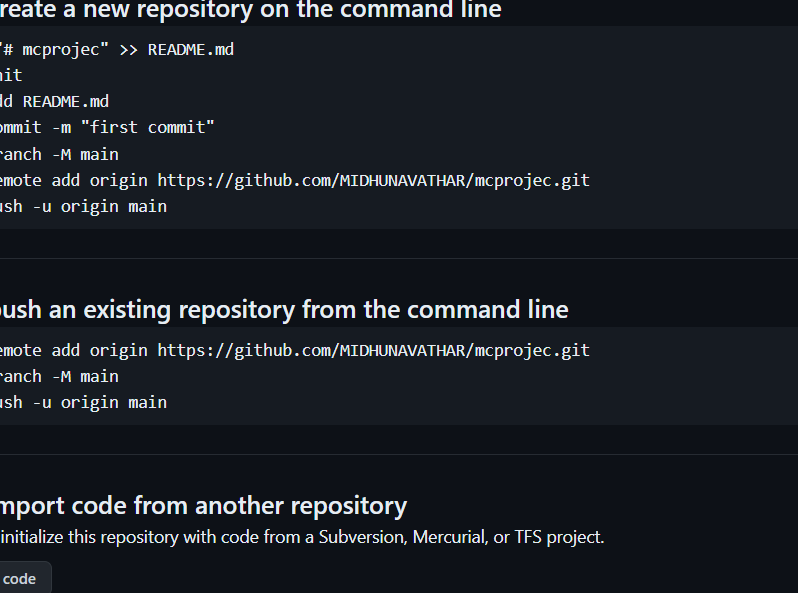 reate a new repository on the command line
"# mcprojec" >> README.md
nit
dd README.md
ommit -m "first commit"
ranch -M main
emote add origin https://github.com/MIDHUNAVATHAR/mcprojec.git
ush -u origin main
push an existing repository from the command line
emote add origin https://github.com/MIDHUNAVATHAR/mcprojec.git
ranch -M main
ush -u origin main
mport code from another repository
initialize this repository with code from a Subversion, Mercurial, or TFS project.
code